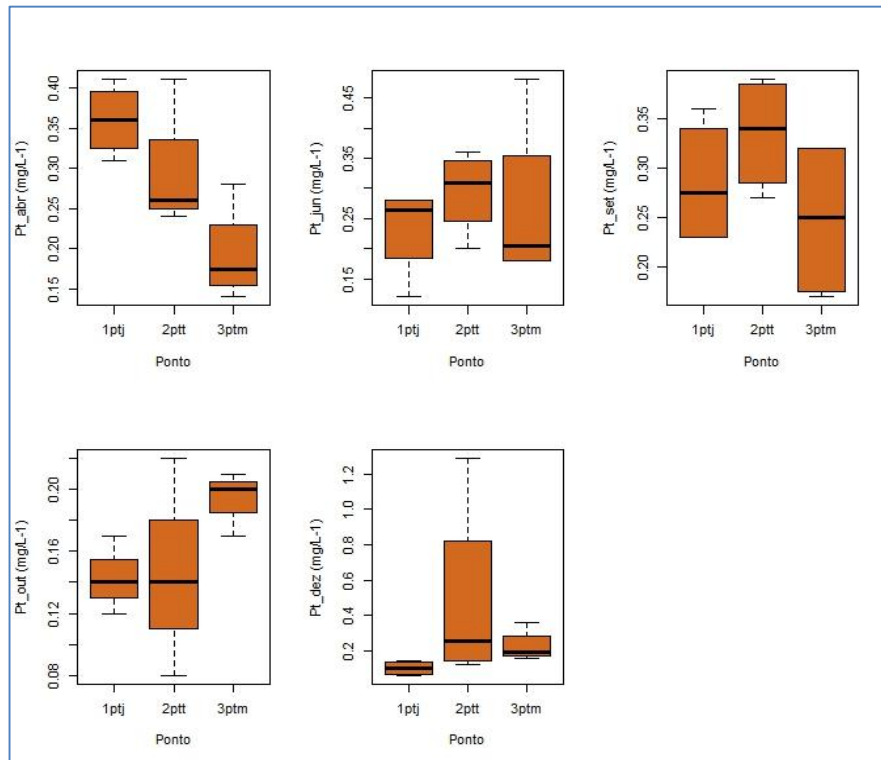 Pt_abr (mg/L-1)
0.40
0.35
0.30
0.25
0.20
0.15
1ptj 2ptt 3ptm
Ponto
Pt_jun (mg/L-1)
0.45
0.35
0.25
0.15
1ptj 2ptt 3ptm
Ponto
Pt_set (mg/L-1)
0.35
0.30
0.25
0.20
1ptj 2ptt 3ptm
Ponto
Pt_out (mg/L-1)
0.20
0.16
0.12
0.08
1ptj 2ptt 3ptm
Ponto
Pt_dez (mg/L-1)
1.2
1.0
0.8
0.6
0.4
0.2
1ptj 2ptt 3ptm
Ponto